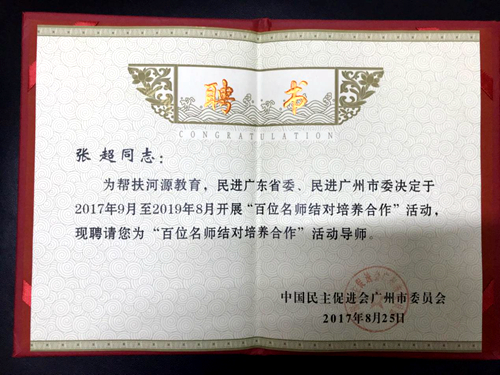 聘书
CONGRATULATION
张超同志：
为帮扶河源教育，民进广东省委、民进广州市委决定于
2017年9月至2019年8月开展“百位名师结对培养合作”活动，
现聘请您为“百位名师结对培养合作”活动导师。
中国民主促进会广州市委员会
2017年8月25日